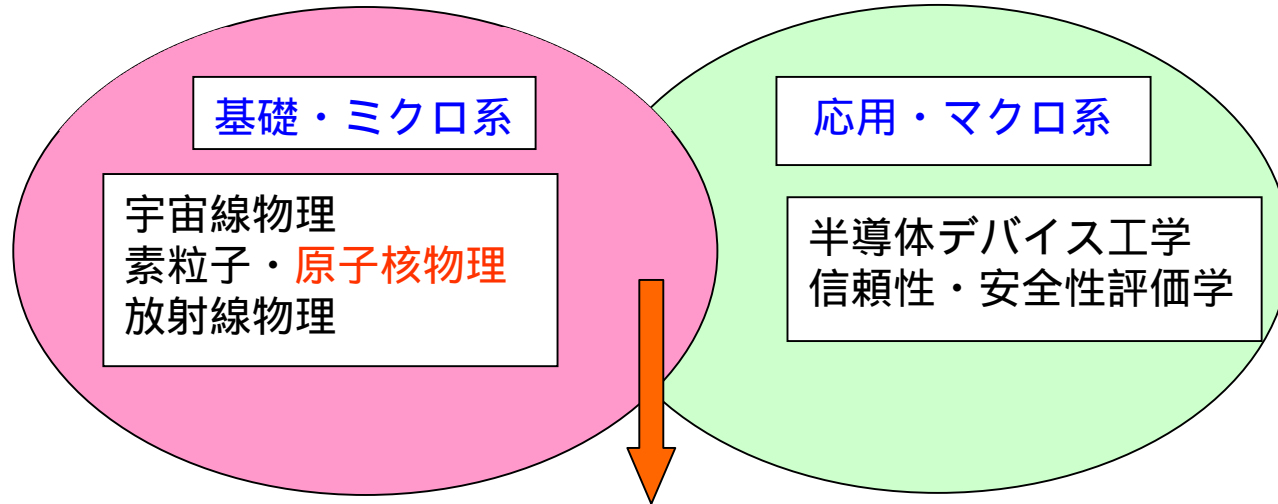 基礎・ミクロ系
宇宙線物理
素粒子・原子核物理
放射線物理
応用・マクロ系
半導体デバイス工学
信頼性・安全性評価学